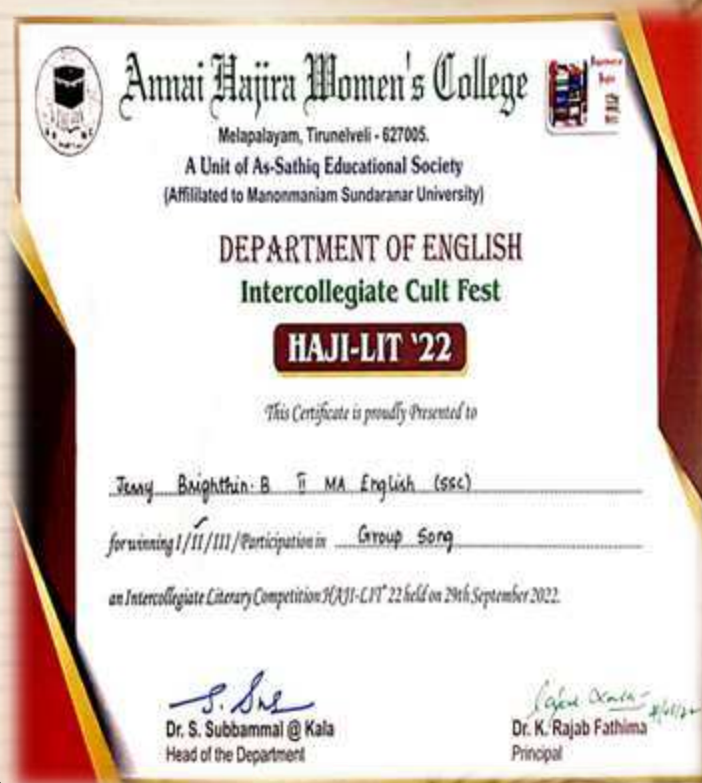 Annai Hajira Women's College
Melapalayam, Tirunelveli - 627005.
A Unit of As-Sathiq Educational Society
(Affililated to Manonmaniam Sundaranar University)
DEPARTMENT OF ENGLISH
Intercollegiate Cult Fest
HAJI-LIT '22
This Certificate is proudly Presented to
Jenny Brighthin. B II MA English (SSC)
for winning I/II/III/Participation in Group Song
an Intercollegiate Literary Competition HAJI-LIT' 22 held on 29th September 2022.
Dr. S. Subbammal @ Kala
Head of the Department
Dr. K. Rajab Fathima
Principal